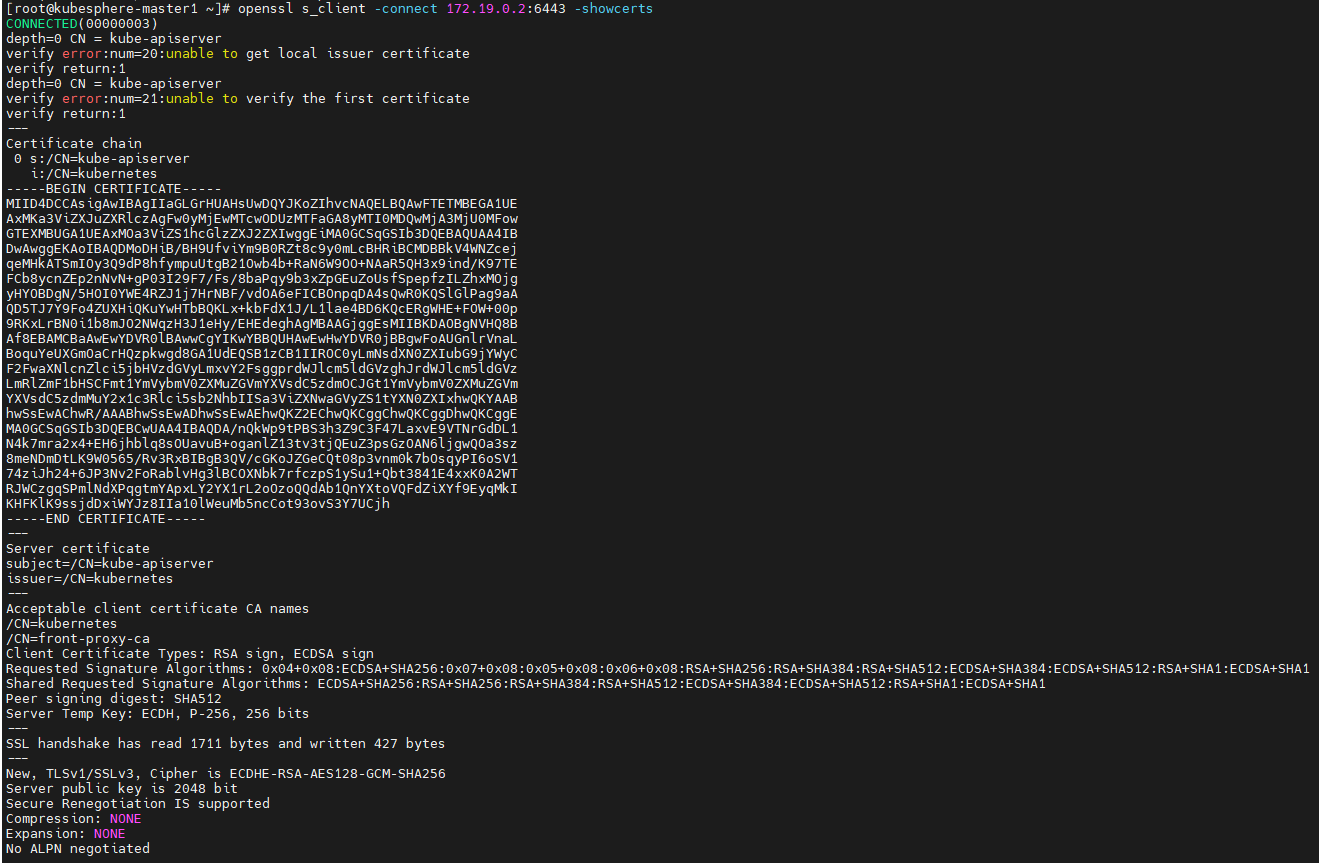 [root@kubesphere-master1 ~]# openssl s_client -connect 172.19.0.2:6443 -showcerts
CONNECTED(00000003)
depth=0 CN = kube-apiserver
verify error:num=20:unable to get local issuer certificate
verify return:1
depth=0 CN = kube-apiserver
verify error:num=21:unable to verify the first certificate
verify return:1
---
Certificate chain
 0 s:/CN=kube-apiserver
   i:/CN=kubernetes
-----BEGIN CERTIFICATE-----
MIID4DCCAsigAwIBAgIIaGLGrHUAHsUwDQYJKoZIhvcNAQELBQAwFTETMBEGA1UE
AxMKa3ViZXJuZXRlczAgFw0yMjEwMTcwODUzMTFaGA8yMTI0MDQwMjA3MjU0MFow
GTEXMBUGA1UEAxMOa3ViZS1hcGlzZXJ2ZXIwggEiMA0GCSqGSIb3DQEBAQUAA4IB
DwAwggEKAoIBAQDMoDHiB/BH9UfviYm9B0RZt8c9y0mLcBHRiBCMDBBkV4WNZcej
qeMHkATSmIOy3Q9dP8hfympuUtgB21Owb4b+RaN6W9OO+NAaR5QH3x9ind/K97TE
FCb8ycnZEp2nNvN+gP03I29F7/Fs/8baPqy9b3xZpGEuZoUsfSpepfzILZhxMOjg
yHYOBDgN/5HOI0YWE4RZJ1j7HrNBF/vdOA6eFICBOnpqDA4sQwR0KQSlGlPag9aA
QD5TJ7Y9Fo4ZUXHiQKuYwHTbBQKLx+kbFdX1J/L1lae4BD6KQcERgWHE+FOW+00p
9RKxLrBN0i1b8mJO2NWqzH3J1eHy/EHEdeghAgMBAAGjggEsMIIBKDAOBgNVHQ8B
Af8EBAMCBaAwEwYDVR0lBAwwCgYIKwYBBQUHAwEwHwYDVR0jBBgwFoAUGnlrVnaL
BoquYeUXGmOaCrHQzpkwgd8GA1UdEQSB1zCB1IIROC0yLmNsdXN0ZXIubG9jYWyC
F2FwaXNlcnZlci5jbHVzdGVyLmxvY2FsggprdWJlcm5ldGVzghJrdWJlcm5ldGVz
LmRlZmF1bHSCFmt1YmVybmV0ZXMuZGVmYXVsdC5zdmOCJGt1YmVybmV0ZXMuZGVm
YXVsdC5zdmMuY2x1c3Rlci5sb2NhbIISa3ViZXNwaGVyZS1tYXN0ZXIxhwQKYAAB
hwSsEwAChwR/AAABhwSsEwADhwSsEwAEhwQKZ2EChwQKCggChwQKCggDhwQKCggE
MA0GCSqGSIb3DQEBCwUAA4IBAQDA/nQkWp9tPBS3h3Z9C3F47LaxvE9VTNrGdDL1
N4k7mra2x4+EH6jhblq8sOUavuB+oganlZ13tv3tjQEuZ3psGzOAN6ljgwQOa3sz
8meNDmDtLK9W0565/Rv3RxBIBgB3QV/cGKoJZGeCQt08p3vnm0k7bOsqyPI6oSV1
74ziJh24+6JP3Nv2FoRablvHg3lBCOXNbk7rfczpS1ySu1+Qbt3841E4xxK0A2WT
RJWCzgqSPmlNdXPqgtmYApxLY2YX1rL2oOzoQQdAb1QnYXtoVQFdZiXYf9EyqMkI
KHFKlK9ssjdDxiWYJz8IIa10lWeuMb5ncCot93ovS3Y7UCjh
-----END CERTIFICATE-----
---
Server certificate
subject=/CN=kube-apiserver
issuer=/CN=kubernetes
---
Acceptable client certificate CA names
/CN=kubernetes
/CN=front-proxy-ca
Client Certificate Types: RSA sign, ECDSA sign
Requested Signature Algorithms: 0x04+0x08:ECDSA+SHA256:0x07+0x08:0x05+0x08:0x06+0x08:RSA+SHA256:RSA+SHA384:RSA+SHA512:ECDSA+SHA384:ECDSA+SHA512:RSA+SHA1:ECDSA+SHA1
Shared Requested Signature Algorithms: ECDSA+SHA256:RSA+SHA256:RSA+SHA384:RSA+SHA512:ECDSA+SHA384:ECDSA+SHA512:RSA+SHA1:ECDSA+SHA1
Peer signing digest: SHA512
Server Temp Key: ECDH, P-256, 256 bits
---
SSL handshake has read 1711 bytes and written 427 bytes
---
New, TLSv1/SSLv3, Cipher is ECDHE-RSA-AES128-GCM-SHA256
Server public key is 2048 bit
Secure Renegotiation IS supported
Compression: NONE
Expansion: NONE
No ALPN negotiated